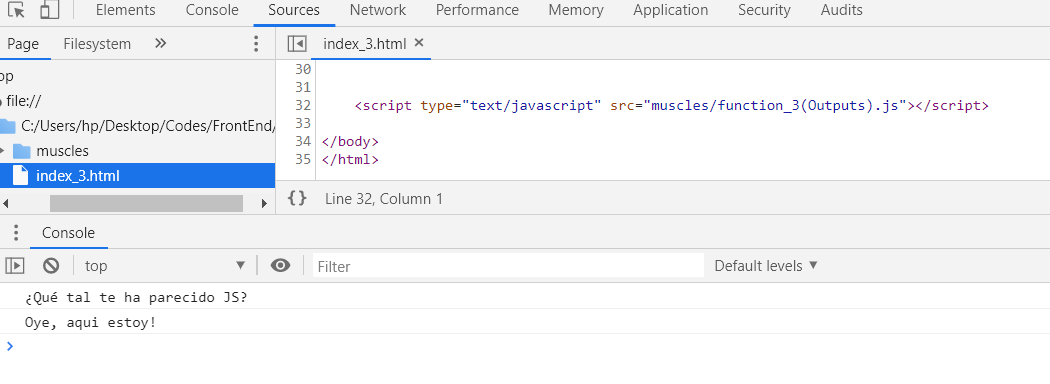 Elements Console Sources Network Performance Memory Application Security Audits
Page Filesystem
index_3.html
op
file://
C:/Users/hp/Desktop/Codes/FrontEnd/
muscles
index_3.html
30
31
32 <script type="text/javascript" src="muscles/function_3(Outputs).js"></script>
33
34 </body>
35 </html>
{} Line 32, Column 1
Console
top Filter Default levels
¿Qué tal te ha parecido JS?
Oye, aqui estoy!